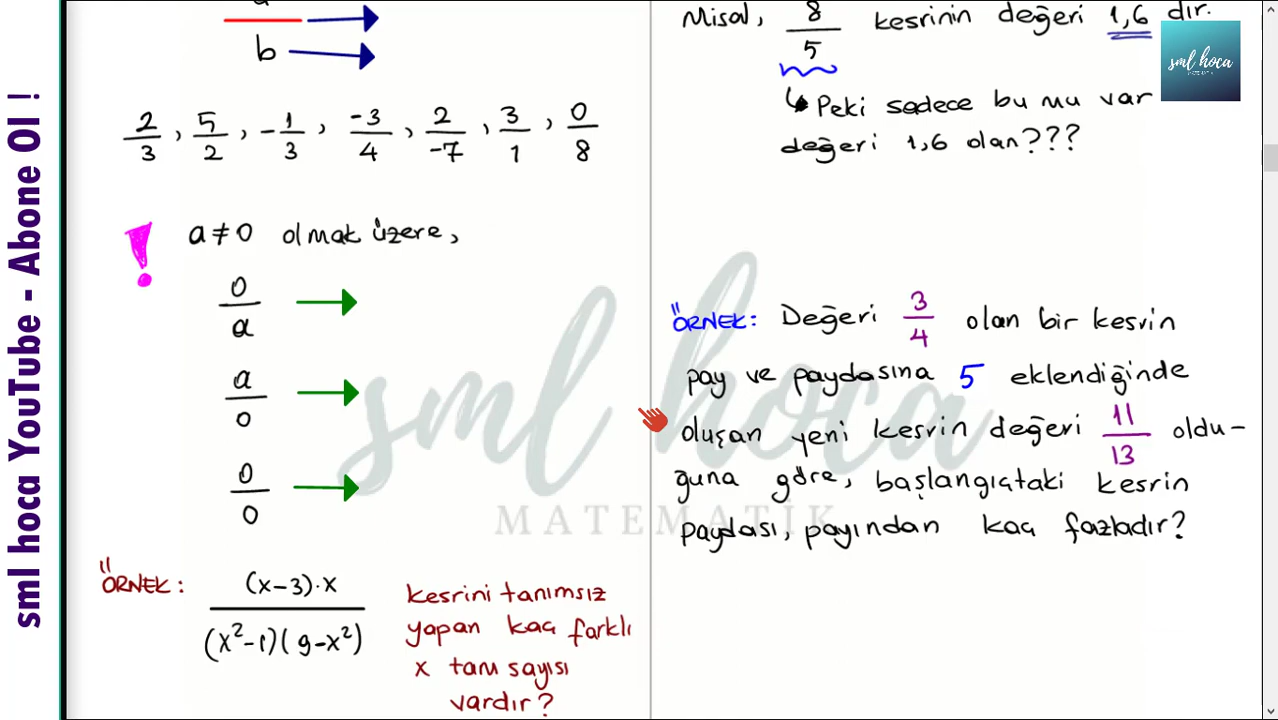 sml hoca YouTube - Abone Ol !
b
2/3 , 5/2 , -1/3 , -3/4 , 2/-7 , 3/1 , 0/8
! a≠0 olmak üzere,
0/a
a/0
0/0
ÖRNEK: (x-3)·x / (x²-1)(9-x²)
kesrini tanımsız
yapan kaç farklı
x tam sayısı
vardır?
Misal, 8/5 kesrinin değeri 1,6 dır.
Peki sadece bu mu var
değeri 1,6 olan???
ÖRNEK: Değeri 3/4 olan bir kesrin
pay ve paydasına 5 eklendiğinde
oluşan yeni kesrin değeri 11/13 oldu-
ğuna göre, başlangıçtaki kesrin
paydası, payından kaç fazladır?
sml hoca
MATEMATİK
sml hoca